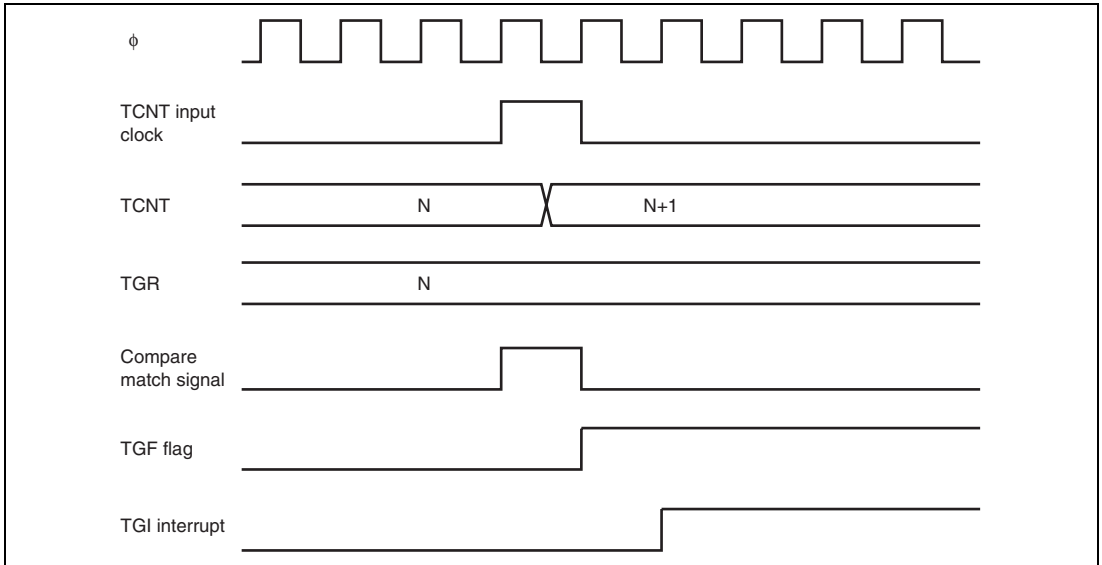 ϕ
TCNT input
clock
TCNT
N
N+1
TGR
N
Compare
match signal
TGF flag
TGI interrupt